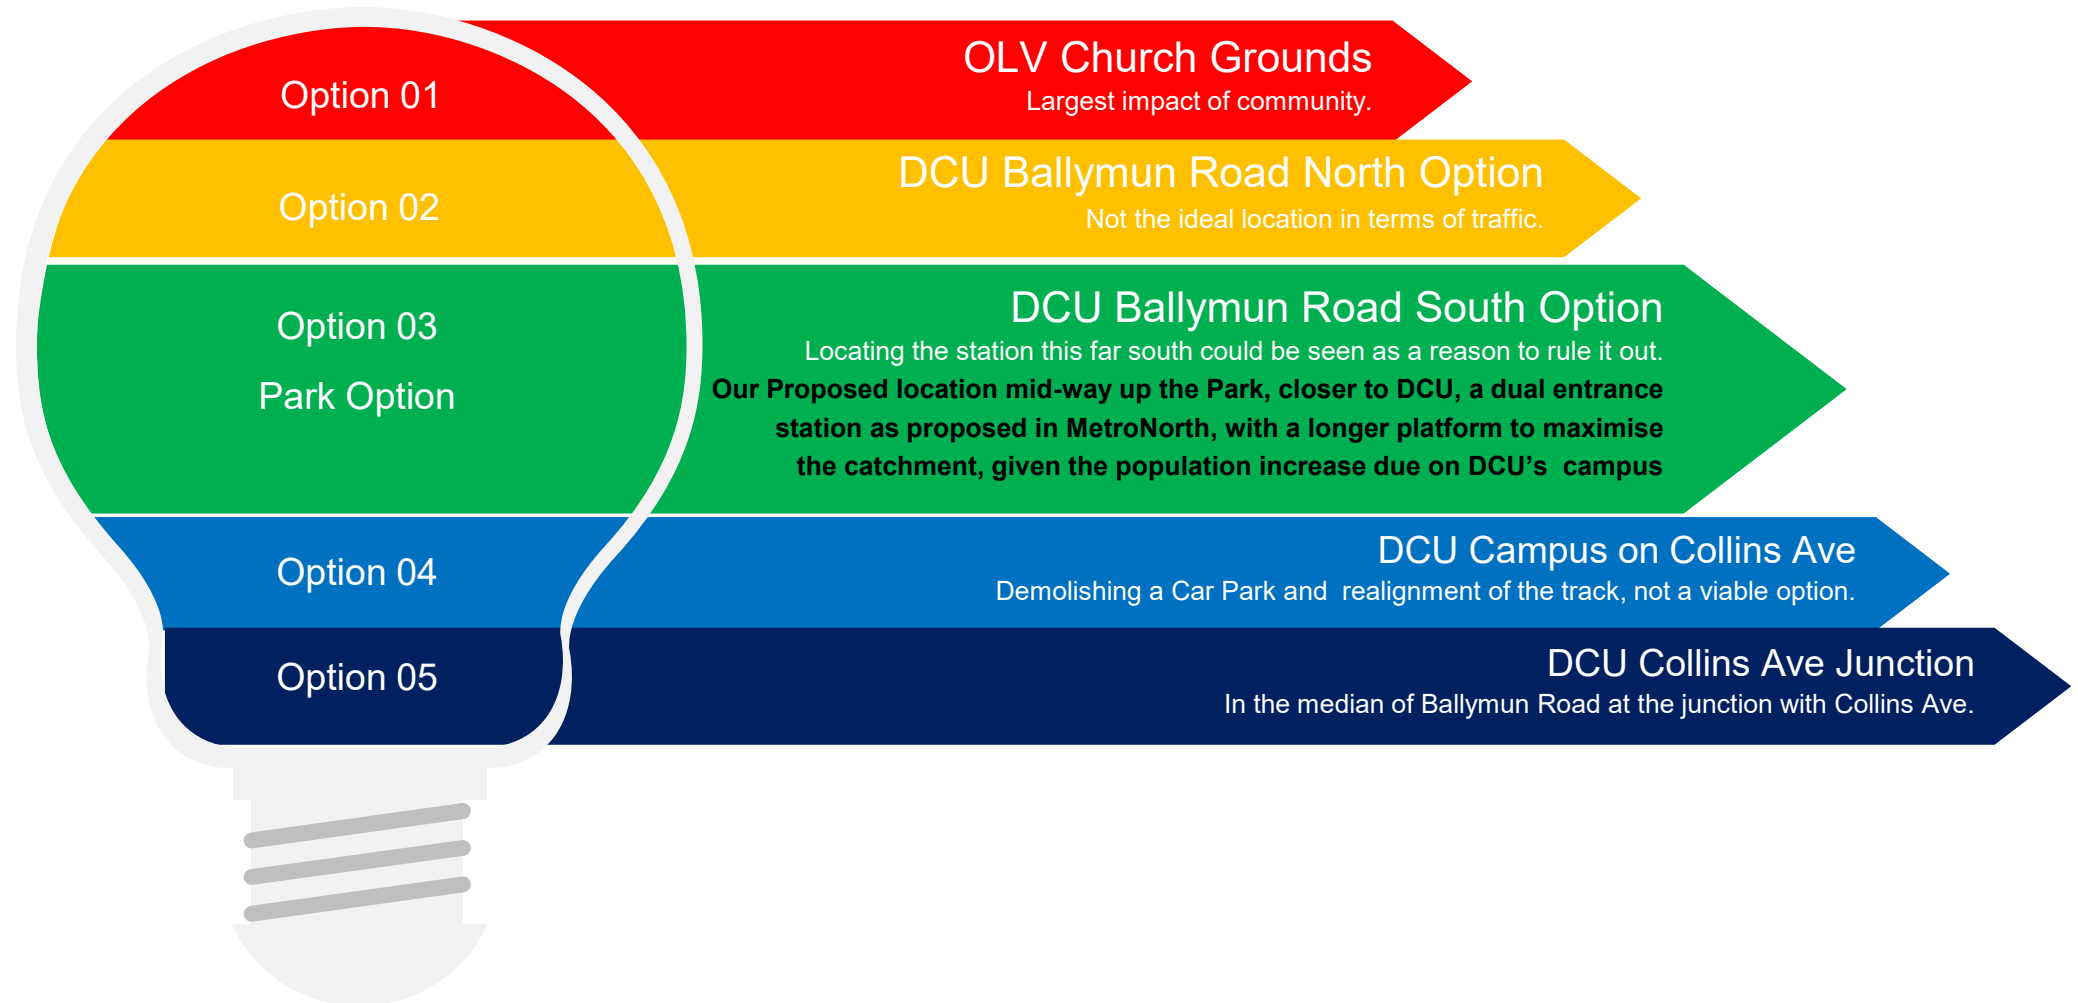 Option 01
OLV Church Grounds
Largest impact of community.
Option 02
DCU Ballymun Road North Option
Not the ideal location in terms of traffic.
Option 03
Park Option
DCU Ballymun Road South Option
Locating the station this far south could be seen as a reason to rule it out.
Our Proposed location mid-way up the Park, closer to DCU, a dual entrance
station as proposed in MetroNorth, with a longer platform to maximise
the catchment, given the population increase due on DCU’s  campus
Option 04
DCU Campus on Collins Ave
Demolishing a Car Park and  realignment of the track, not a viable option.
Option 05
DCU Collins Ave Junction
In the median of Ballymun Road at the junction with Collins Ave.